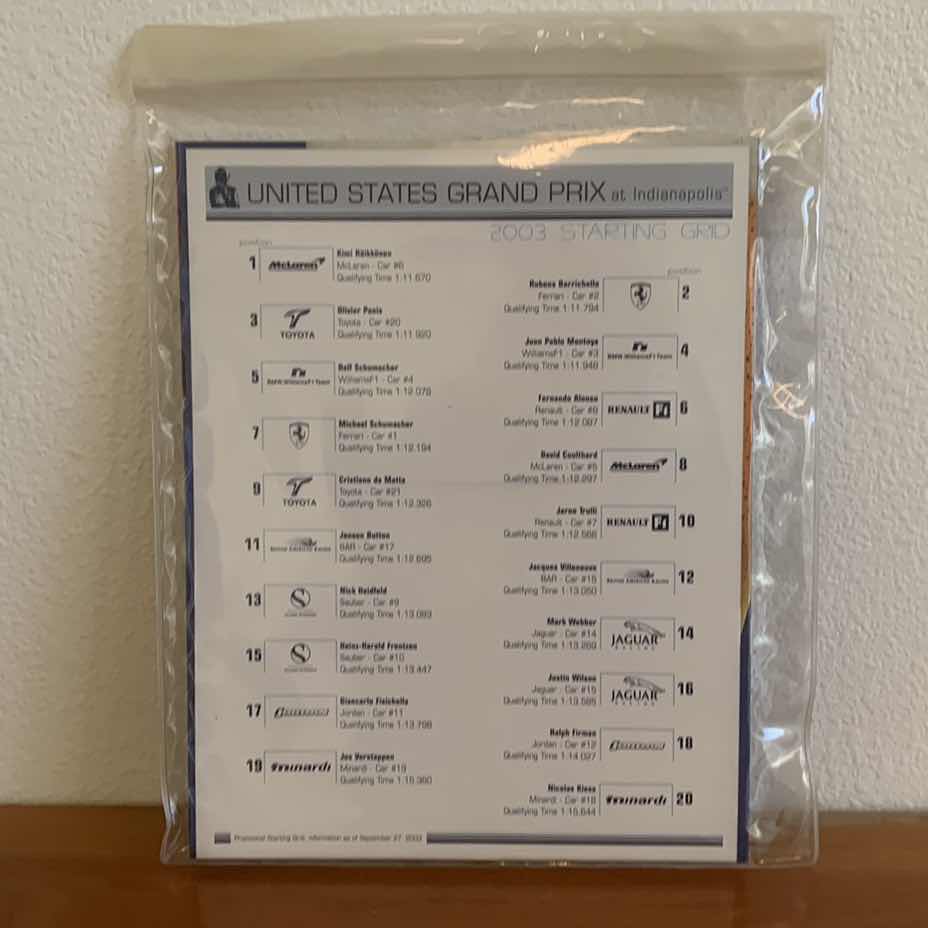 UNITED STATES GRAND PRIX at Indianapolis
2003 STARTING GRID
position
1
McLaren
Kimi Räikkönen
McLaren - Car #6
Qualifying Time 1:11.670
position
2
Rubens Barrichello
Ferrari - Car #2
Qualifying Time 1:11.794
3
TOYOTA
Olivier Panis
Toyota - Car #20
Qualifying Time 1:11.920
4
Juan Pablo Montoya
WilliamsF1 - Car #3
Qualifying Time 1:11.948
BMW WilliamsF1 Team
5
BMW WilliamsF1 Team
Ralf Schumacher
WilliamsF1 - Car #4
Qualifying Time 1:12.078
6
Fernando Alonso
Renault - Car #8
Qualifying Time 1:12.087
RENAULT F1
7
Michael Schumacher
Ferrari - Car #1
Qualifying Time 1:12.194
8
David Coulthard
McLaren - Car #5
Qualifying Time 1:12.297
McLaren
9
TOYOTA
Cristiano da Matta
Toyota - Car #21
Qualifying Time 1:12.326
10
Jarno Trulli
Renault - Car #7
Qualifying Time 1:12.566
RENAULT F1
11
Jenson Button
BAR - Car #17
Qualifying Time 1:12.695
12
Jacques Villeneuve
BAR - Car #16
Qualifying Time 1:13.050
13
Nick Heidfeld
Sauber - Car #9
Qualifying Time 1:13.083
14
Mark Webber
Jaguar - Car #14
Qualifying Time 1:13.269
JAGUAR
RACING
15
Heinz-Harald Frentzen
Sauber - Car #10
Qualifying Time 1:13.447
16
Justin Wilson
Jaguar - Car #15
Qualifying Time 1:13.585
JAGUAR
RACING
17
Giancarlo Fisichella
Jordan - Car #11
Qualifying Time 1:13.798
18
Ralph Firman
Jordan - Car #12
Qualifying Time 1:14.027
19
minardi
Jos Verstappen
Minardi - Car #19
Qualifying Time 1:15.360
20
Nicolas Kiesa
Minardi - Car #18
Qualifying Time 1:15.644
minardi
Provisional Starting Grid. Information as of September 27, 2003